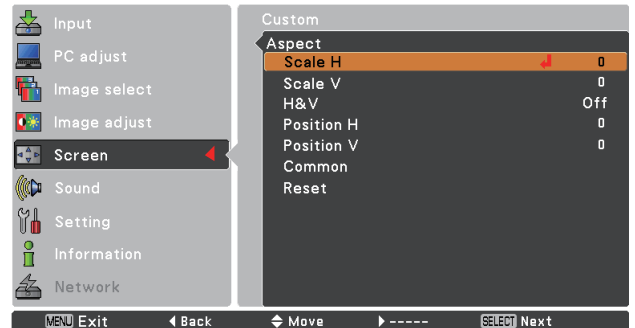 Input
PC adjust
Image select
Image adjust
Screen
Sound
Setting
Information
Network
Custom
Aspect
Scale H 0
Scale V 0
H&V Off
Position H 0
Position V 0
Common
Reset
MENU Exit Back Move ----- SELECT Next